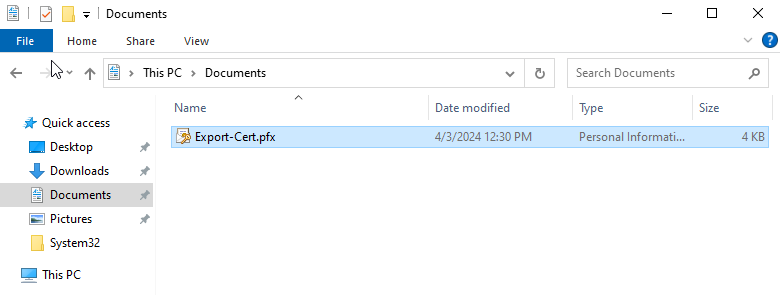 Documents
File Home Share View
This PC Documents Search Documents
Name Date modified Type Size
Quick access
Export-Cert.pfx 4/3/2024 12:30 PM Personal Informati... 4 KB
Desktop
Downloads
Documents
Pictures
System32
This PC